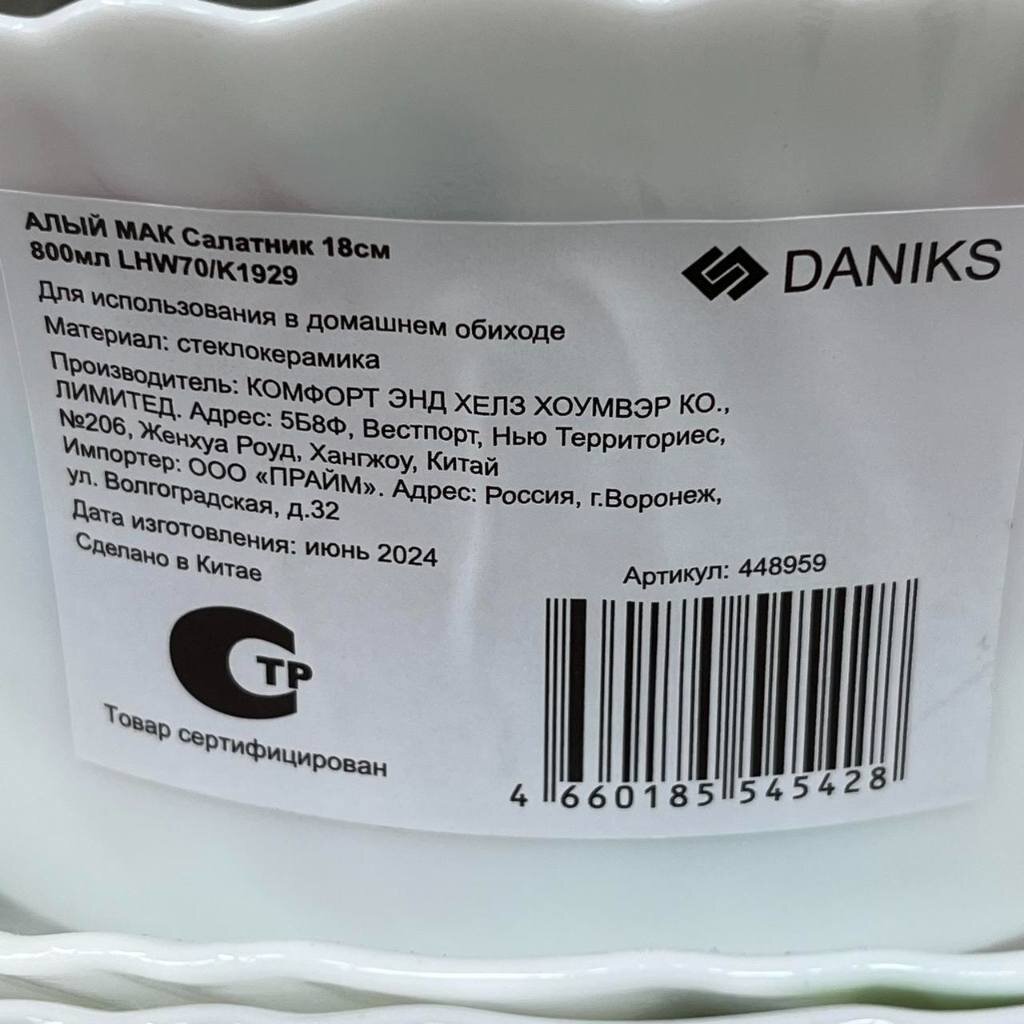 АЛЫЙ МАК Салатник 18см
800мл LHW70/K1929
DANIKS
Для использования в домашнем обиходе
Материал: стеклокерамика
Производитель: КОМФОРТ ЭНД ХЕЛЗ ХОУМВЭР КО.,
ЛИМИТЕД. Адрес: 5Б8Ф, Вестпорт, Нью Территориес,
№206, Женхуа Роуд, Хангжоу, Китай
Импортер: ООО «ПРАЙМ». Адрес: Россия, г.Воронеж,
ул. Волгоградская, д.32
Дата изготовления: июнь 2024
Сделано в Китае
Артикул: 448959
СТР
Товар сертифицирован
4 660185 545428